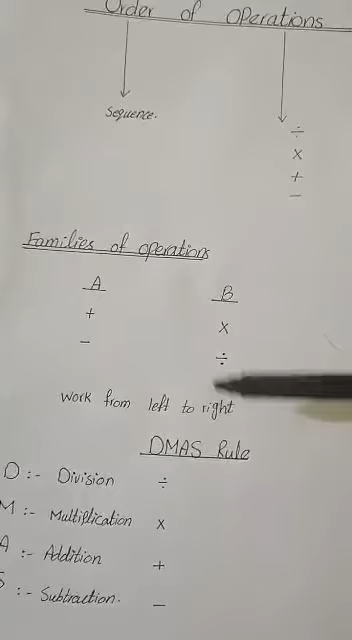 Order of Operations
Sequence.
÷
×
+
−
Families of operations
A B
+ ×
− ÷
Work from left to right
DMAS Rule
D :- Division ÷
M :- Multiplication ×
A :- Addition +
S :- Subtraction. −